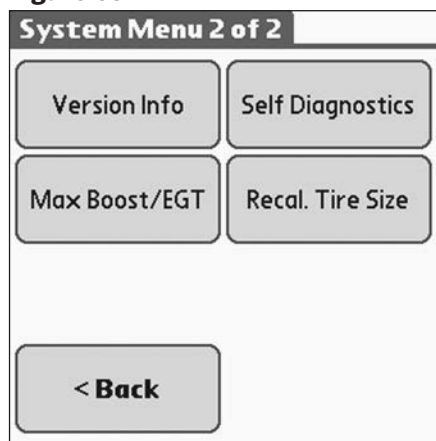 System Menu 2 of 2
Version Info
Self Diagnostics
Max Boost/EGT
Recal. Tire Size
< Back